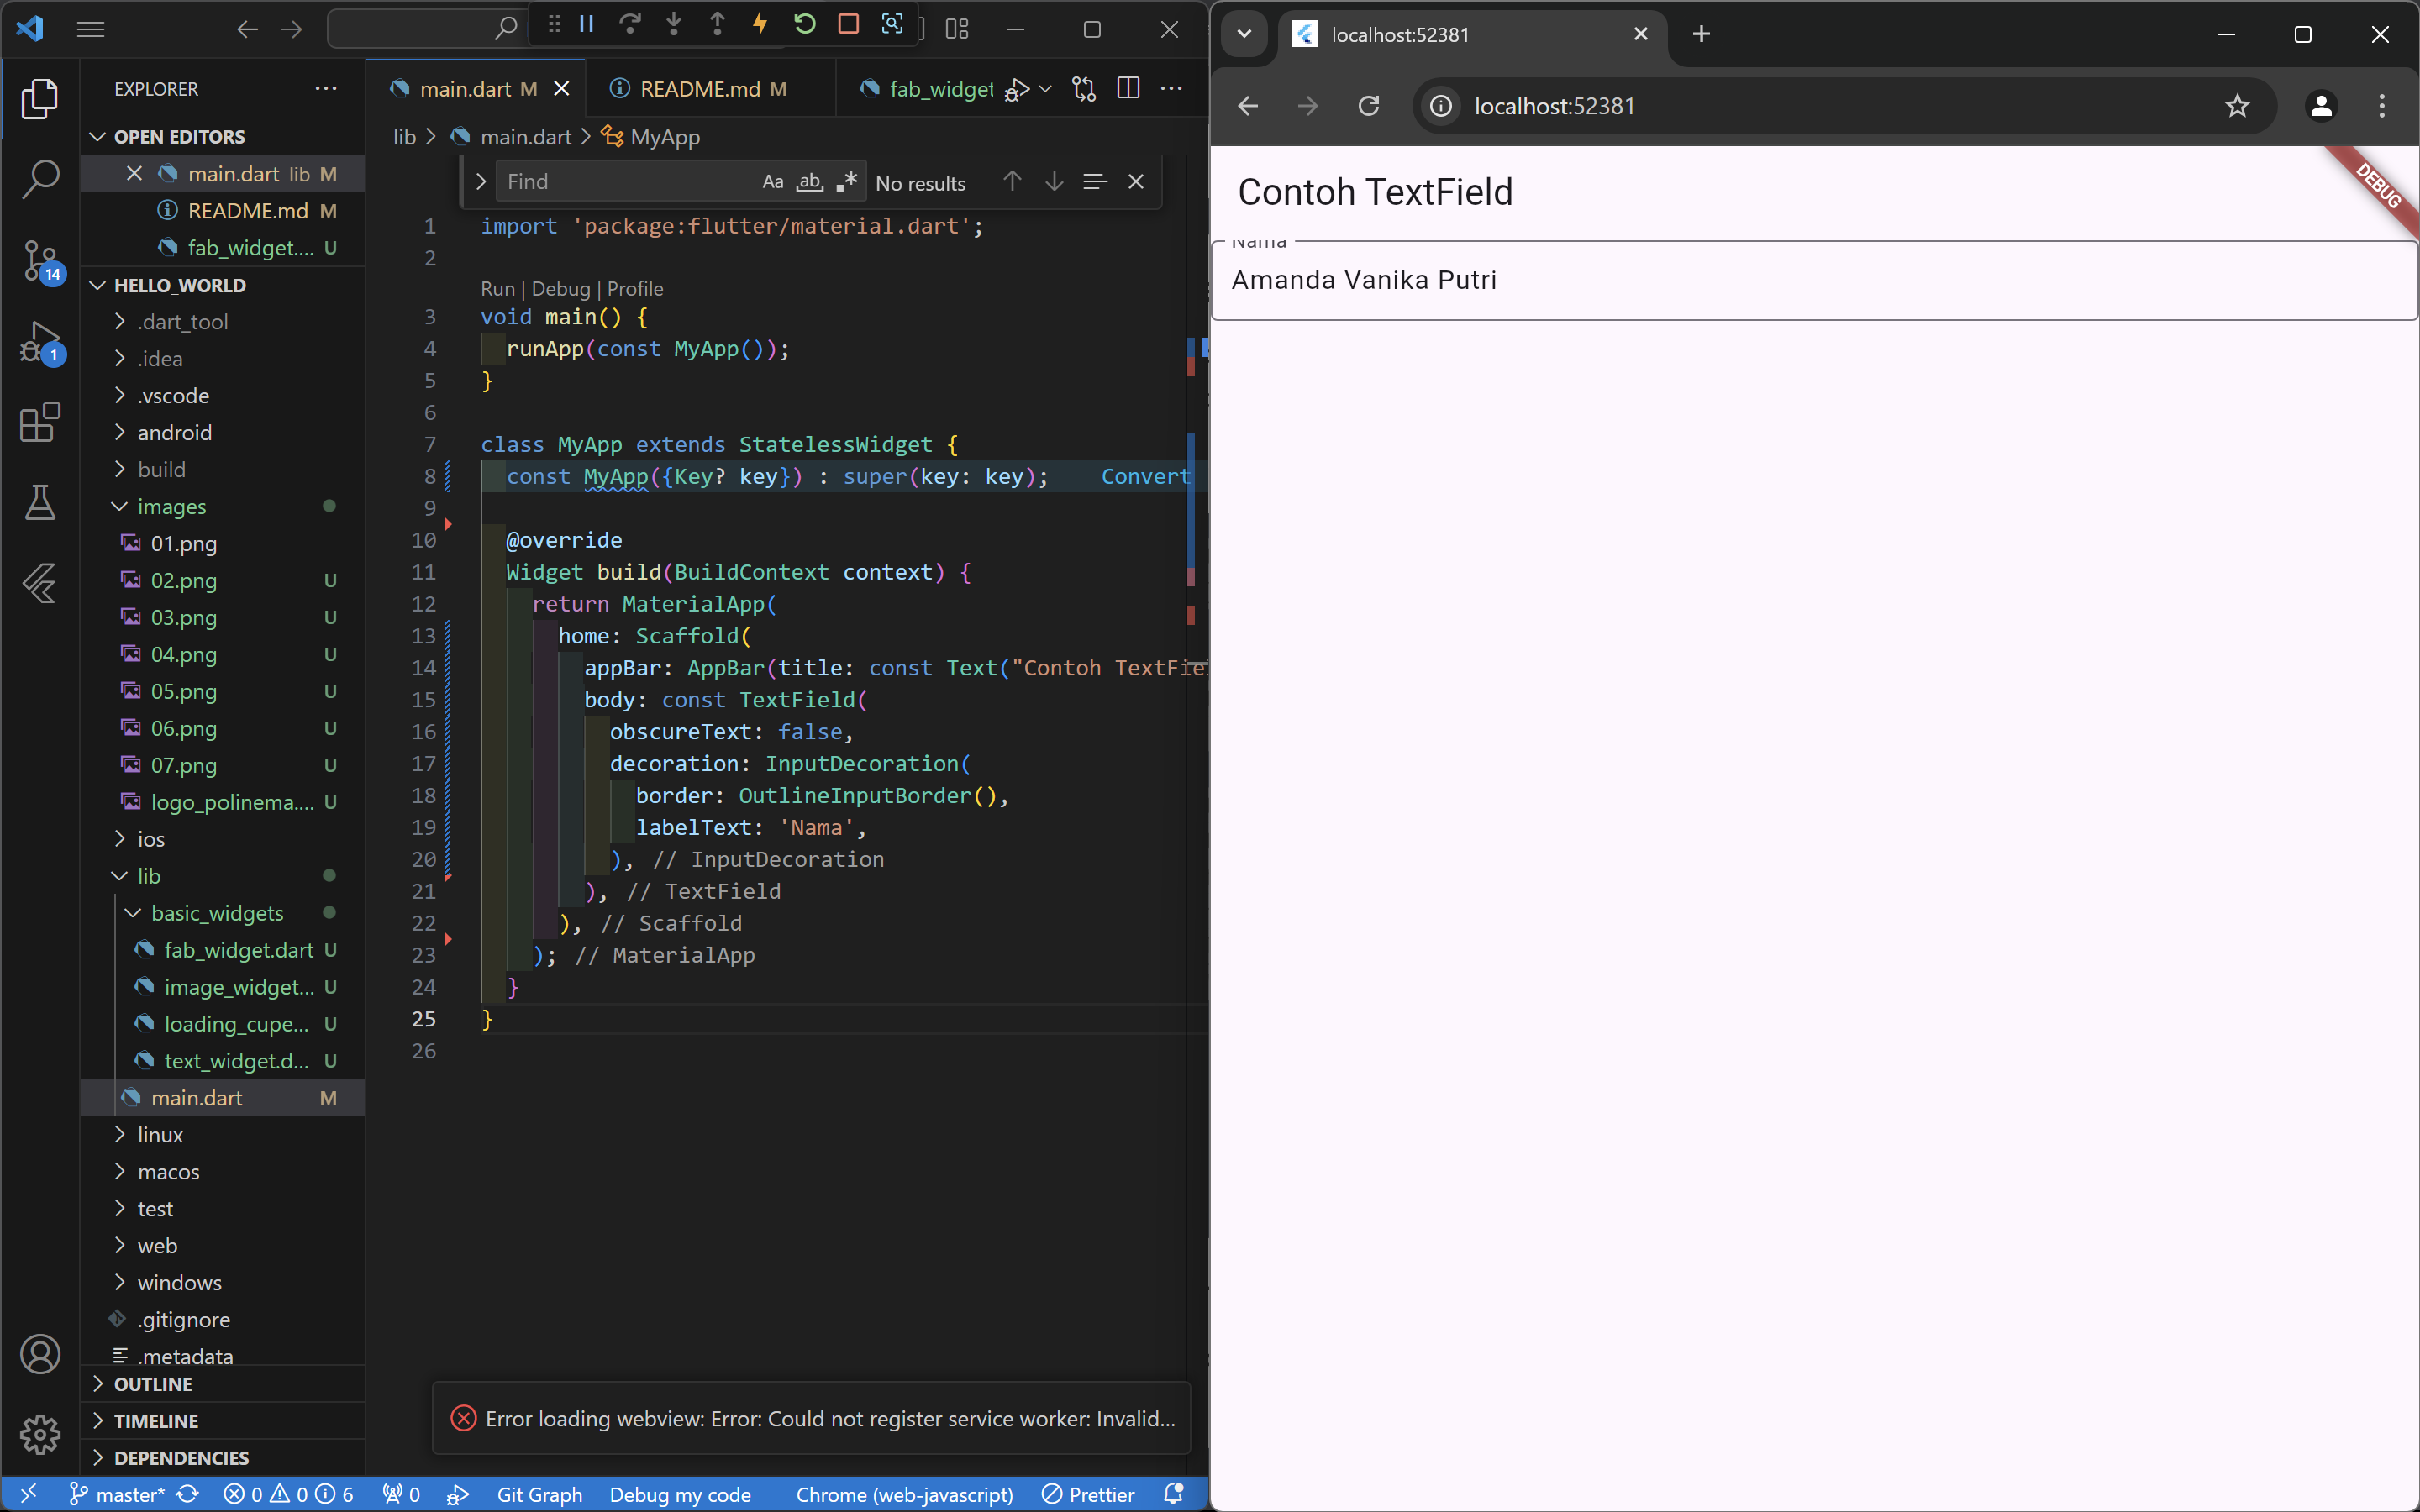 EXPLORER
OPEN EDITORS
main.dart lib M
README.md M
fab_widget.... U
HELLO_WORLD
.dart_tool
.idea
.vscode
android
build
images
01.png
02.png U
03.png U
04.png U
05.png U
06.png U
07.png U
logo_polinema.... U
ios
lib
basic_widgets
fab_widget.dart U
image_widget... U
loading_cupe... U
text_widget.d... U
main.dart M
linux
macos
test
web
windows
.gitignore
.metadata
OUTLINE
TIMELINE
DEPENDENCIES
14
1
main.dart M
README.md M
fab_widget
lib > main.dart > MyApp
Find Aa ab .* No results
1 import 'package:flutter/material.dart';
2
Run | Debug | Profile
3 void main() {
4 runApp(const MyApp());
5 }
6
7 class MyApp extends StatelessWidget {
8 const MyApp({Key? key}) : super(key: key); Convert
9
10 @override
11 Widget build(BuildContext context) {
12 return MaterialApp(
13 home: Scaffold(
14 appBar: AppBar(title: const Text("Contoh TextFie
15 body: const TextField(
16 obscureText: false,
17 decoration: InputDecoration(
18 border: OutlineInputBorder(),
19 labelText: 'Nama',
20 ), // InputDecoration
21 ), // TextField
22 ), // Scaffold
23 ); // MaterialApp
24 }
25 }
26
Error loading webview: Error: Could not register service worker: Invalid...
master* 0 0 6 0 Git Graph Debug my code Chrome (web-javascript) Prettier
localhost:52381
localhost:52381
Contoh TextField
DEBUG
Nama
Amanda Vanika Putri